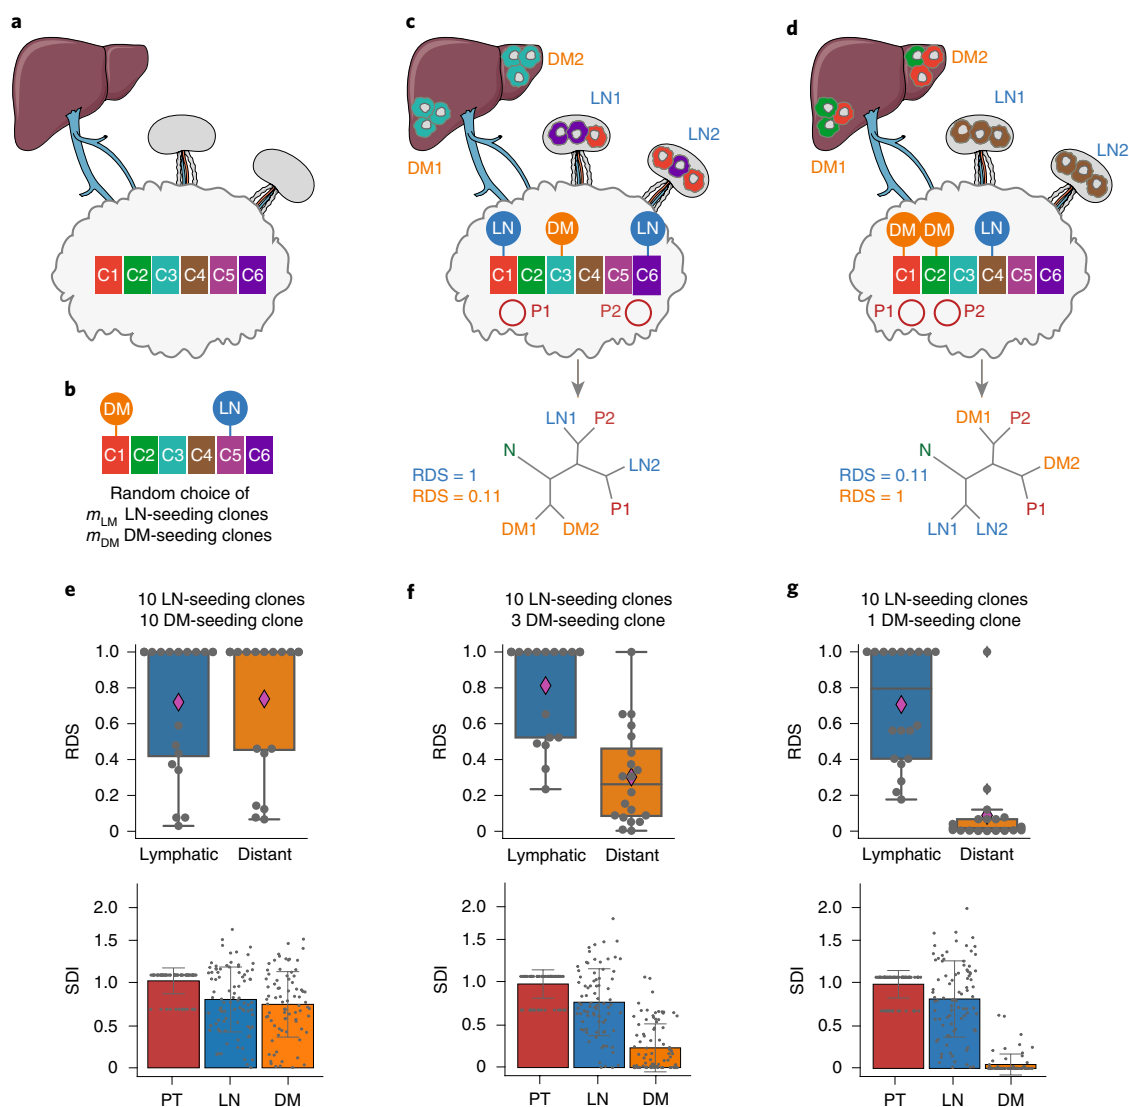 a
C1 C2 C3 C4 C5 C6
b
DM LN
C1 C2 C3 C4 C5 C6
Random choice of
mLM LN-seeding clones
mDM DM-seeding clones
c
DM2
LN1
LN2
DM1
LN DM LN
C1 C2 C3 C4 C5 C6
P1 P2
LN1 P2
N
LN2
RDS = 1
RDS = 0.11
P1
DM1 DM2
d
DM2
LN1
LN2
DM1
DM DM LN
C1 C2 C3 C4 C5 C6
P1 P2
DM1 P2
N
DM2
RDS = 0.11
RDS = 1
P1
LN1 LN2
e
10 LN-seeding clones
10 DM-seeding clone
1.0
0.8
0.6
0.4
0.2
0
RDS
Lymphatic Distant
2.0
1.5
1.0
0.5
0
SDI
PT LN DM
f
10 LN-seeding clones
3 DM-seeding clone
1.0
0.8
0.6
0.4
0.2
0
RDS
Lymphatic Distant
2.0
1.5
1.0
0.5
0
SDI
PT LN DM
g
10 LN-seeding clones
1 DM-seeding clone
1.0
0.8
0.6
0.4
0.2
0
RDS
Lymphatic Distant
2.0
1.5
1.0
0.5
0
SDI
PT LN DM